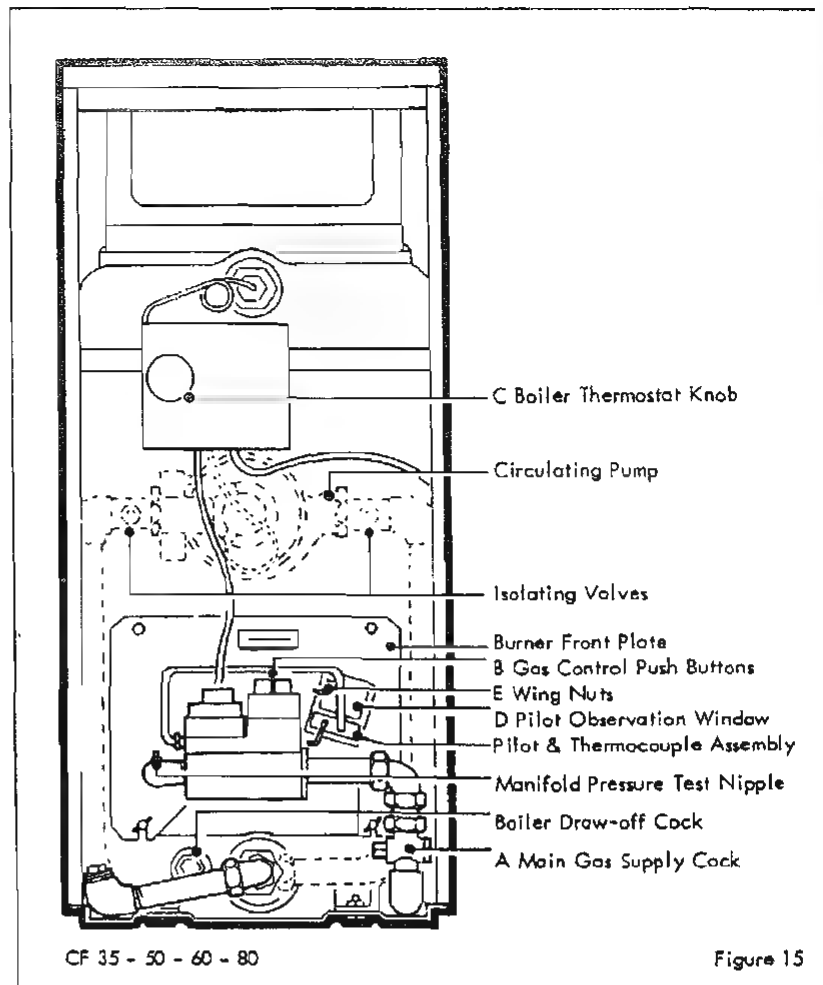 C Boiler Thermostat Knob
Circulating Pump
Isolating Valves
Burner Front Plate
B Gas Control Push Buttons
E Wing Nuts
D Pilot Observation Window
Pilot & Thermocouple Assembly
Manifold Pressure Test Nipple
Boiler Draw-off Cock
A Main Gas Supply Cock
CF 35 - 50 - 60 - 80
Figure 15